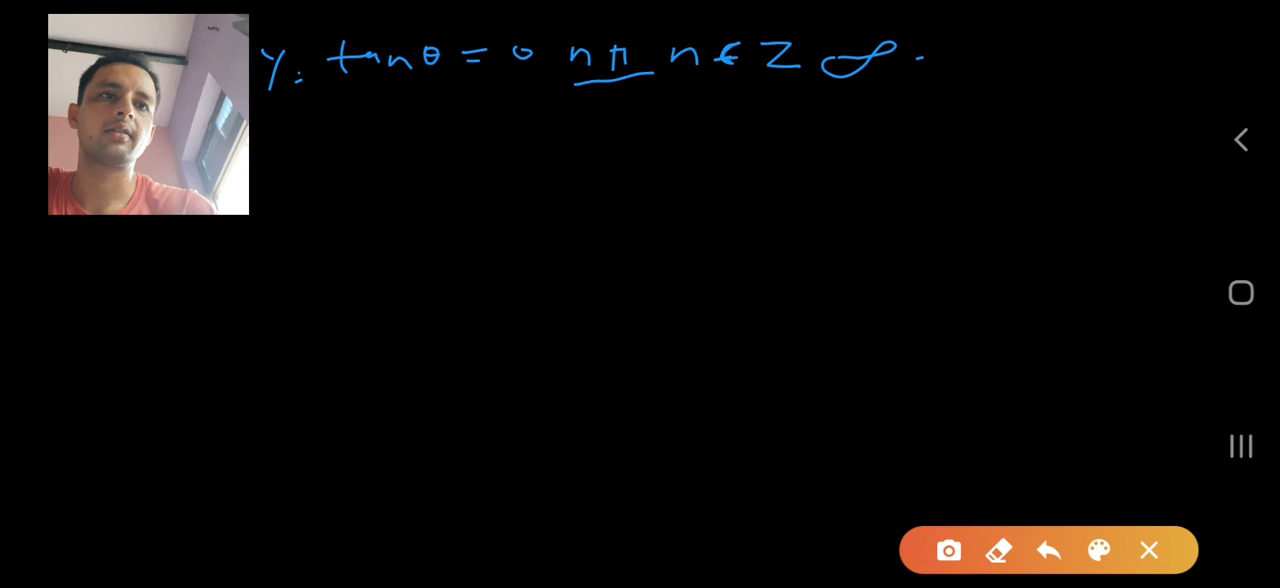 Y. tanθ = 0 nπ n ∈ Z ∞.